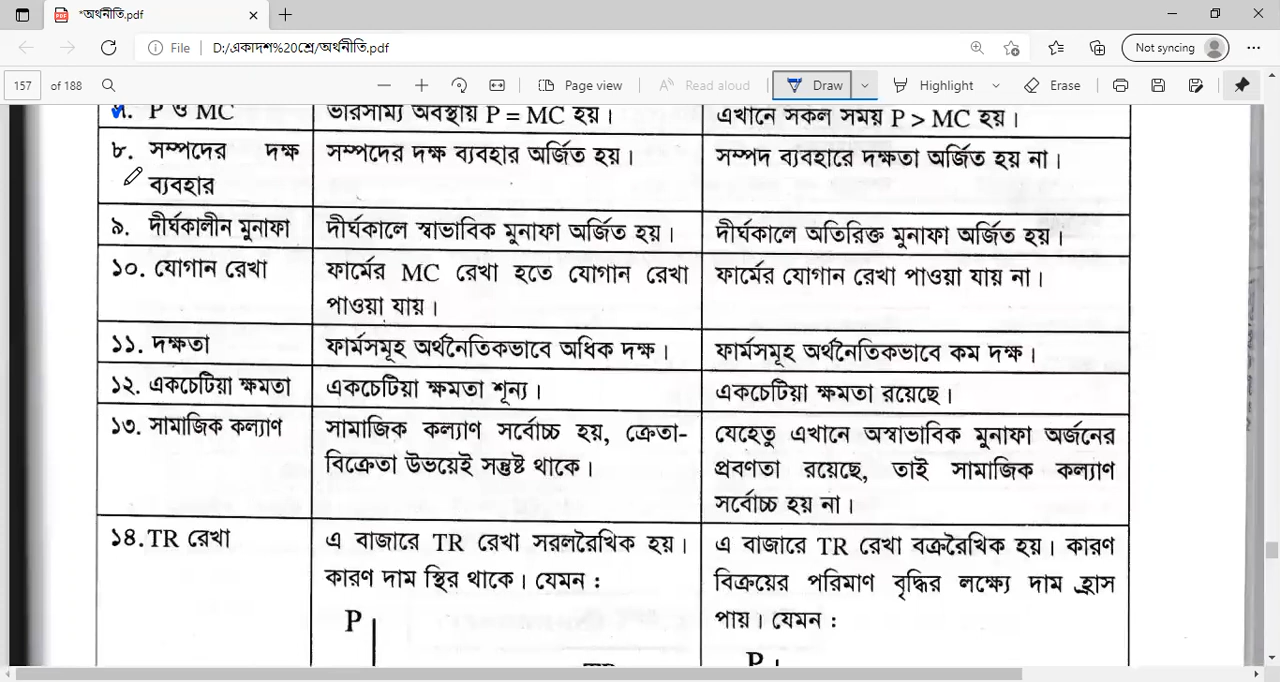 *অর্থনীতি.pdf
File D:/একাদশ%20শ্রে/অর্থনীতি.pdf Not syncing
157 of 188 Page view Read aloud Draw Highlight Erase
P ও MC ভারসাম্য অবস্থায় P = MC হয়। এখানে সকল সময় P > MC হয়।
৮. সম্পদের দক্ষ সম্পদের দক্ষ ব্যবহার অর্জিত হয়। সম্পদ ব্যবহারে দক্ষতা অর্জিত হয় না।
ব্যবহার
৯. দীর্ঘকালীন মুনাফা দীর্ঘকালে স্বাভাবিক মুনাফা অর্জিত হয়। দীর্ঘকালে অতিরিক্ত মুনাফা অর্জিত হয়।
১০. যোগান রেখা ফার্মের MC রেখা হতে যোগান রেখা ফার্মের যোগান রেখা পাওয়া যায় না।
পাওয়া যায়।
১১. দক্ষতা ফার্মসমূহ অর্থনৈতিকভাবে অধিক দক্ষ। ফার্মসমূহ অর্থনৈতিকভাবে কম দক্ষ।
১২. একচেটিয়া ক্ষমতা একচেটিয়া ক্ষমতা শূন্য। একচেটিয়া ক্ষমতা রয়েছে।
১৩. সামাজিক কল্যাণ সামাজিক কল্যাণ সর্বোচ্চ হয়, ক্রেতা- যেহেতু এখানে অস্বাভাবিক মুনাফা অর্জনের
বিক্রেতা উভয়েই সন্তুষ্ট থাকে। প্রবণতা রয়েছে, তাই সামাজিক কল্যাণ
সর্বোচ্চ হয় না।
১৪.TR রেখা এ বাজারে TR রেখা সরলরৈখিক হয়। এ বাজারে TR রেখা বক্ররৈখিক হয়। কারণ
কারণ দাম স্থির থাকে। যেমন : বিক্রয়ের পরিমাণ বৃদ্ধির লক্ষ্যে দাম হ্রাস
পায়। যেমন :
P
P